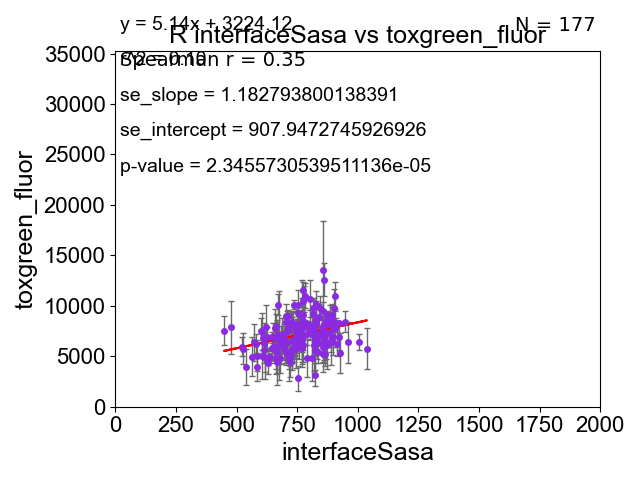 y = 5.14x + 3224.12
N = 177
R interfaceSasa vs toxgreen_fluor
Spearman r = 0.35
se_slope = 1.182793800138391
se_intercept = 907.9472745926926
p-value = 2.3455730539511136e-05
toxgreen_fluor
35000
30000
25000
20000
15000
10000
5000
0
0 250 500 750 1000 1250 1500 1750 2000
interfaceSasa